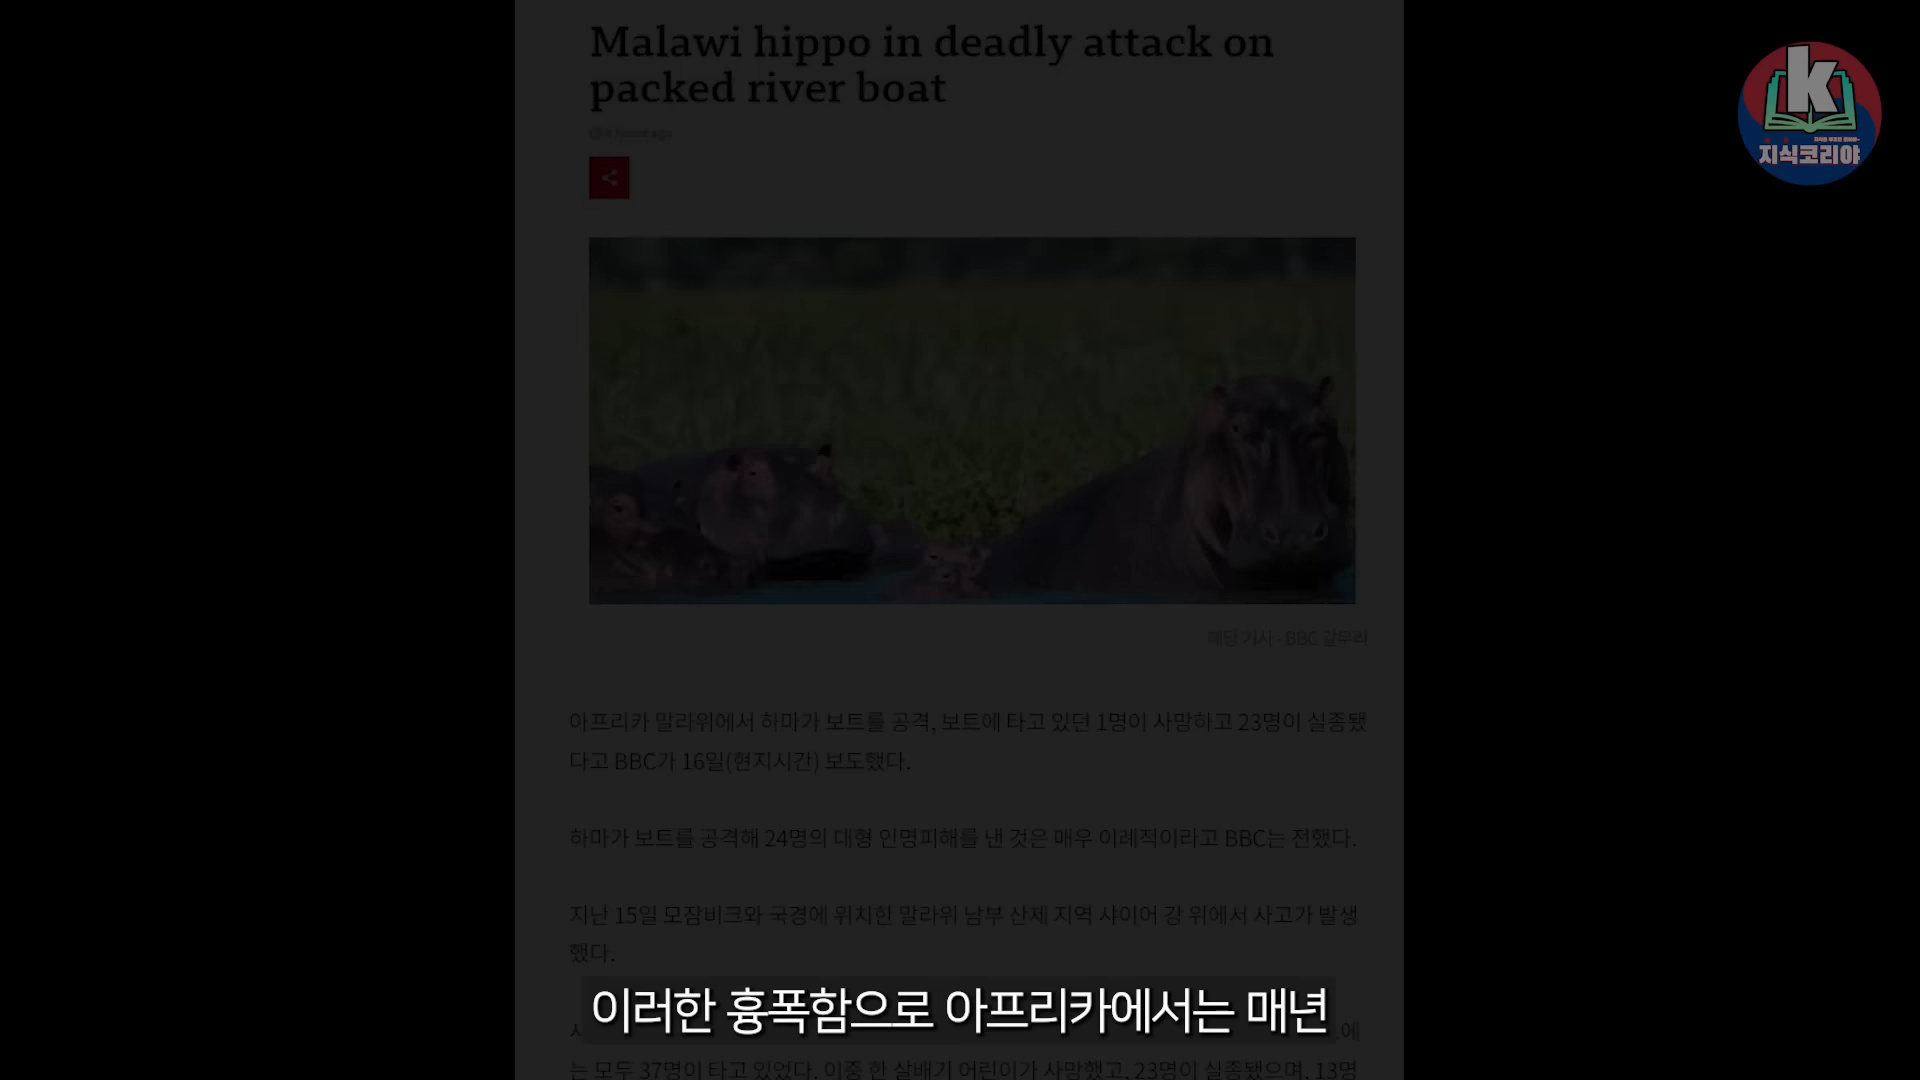 Malawi hippo in deadly attack on
packed river boat
지식코리야
아프리카 말라위에서 하마가 보트를 공격, 보트에 타고 있던 1명이 사망하고 23명이 실종됐
다고 BBC가 16일(현지시간) 보도했다.
하마가 보트를 공격해 24명의 대형 인명피해를 낸 것은 매우 이례적이라고 BBC는 전했다.
지난 15일 모잠비크와 국경에 위치한 말라위 남부 산제 지역 샤이어 강 위에서 사고가 발생
했다.
이러한 흉폭함으로 아프리카에서는 매년
는 모두 37명이 타고 있었다. 이중 한 살배기 어린이가 사망했고, 23명이 실종됐으며, 13명